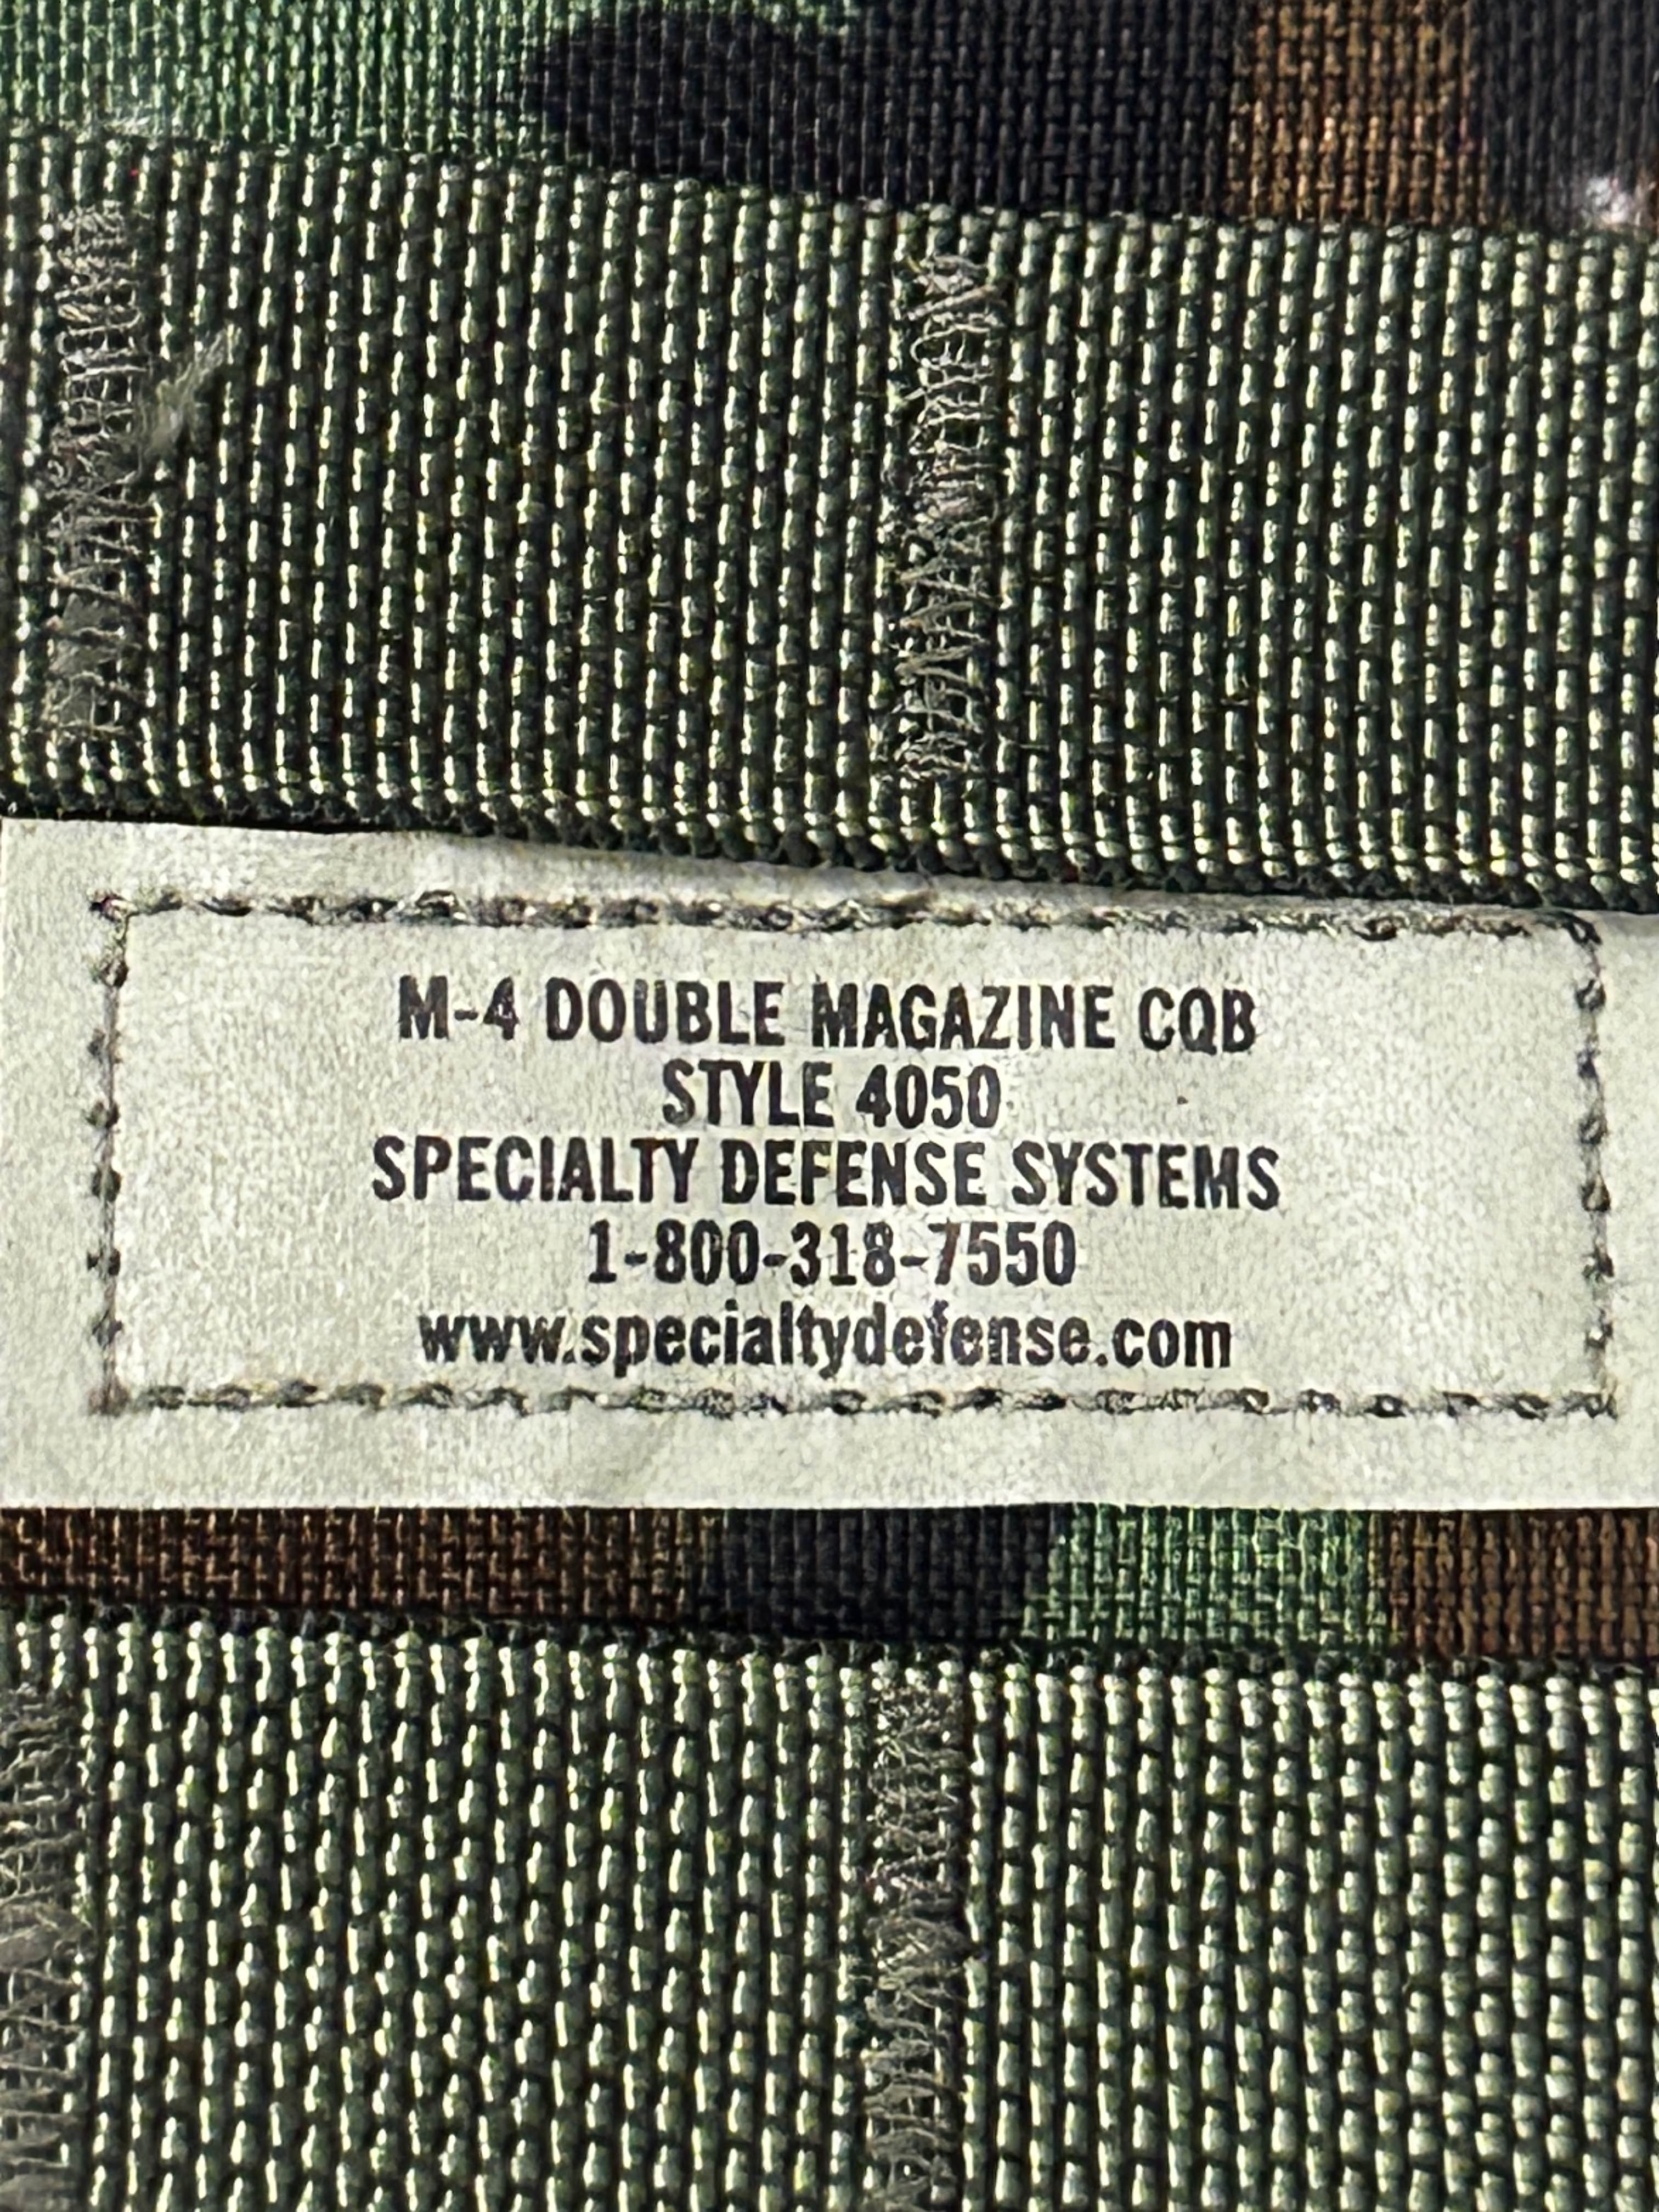 M-4 DOUBLE MAGAZINE CQB
STYLE 4050
SPECIALTY DEFENSE SYSTEMS
1-800-318-7550
www.specialtydefense.com